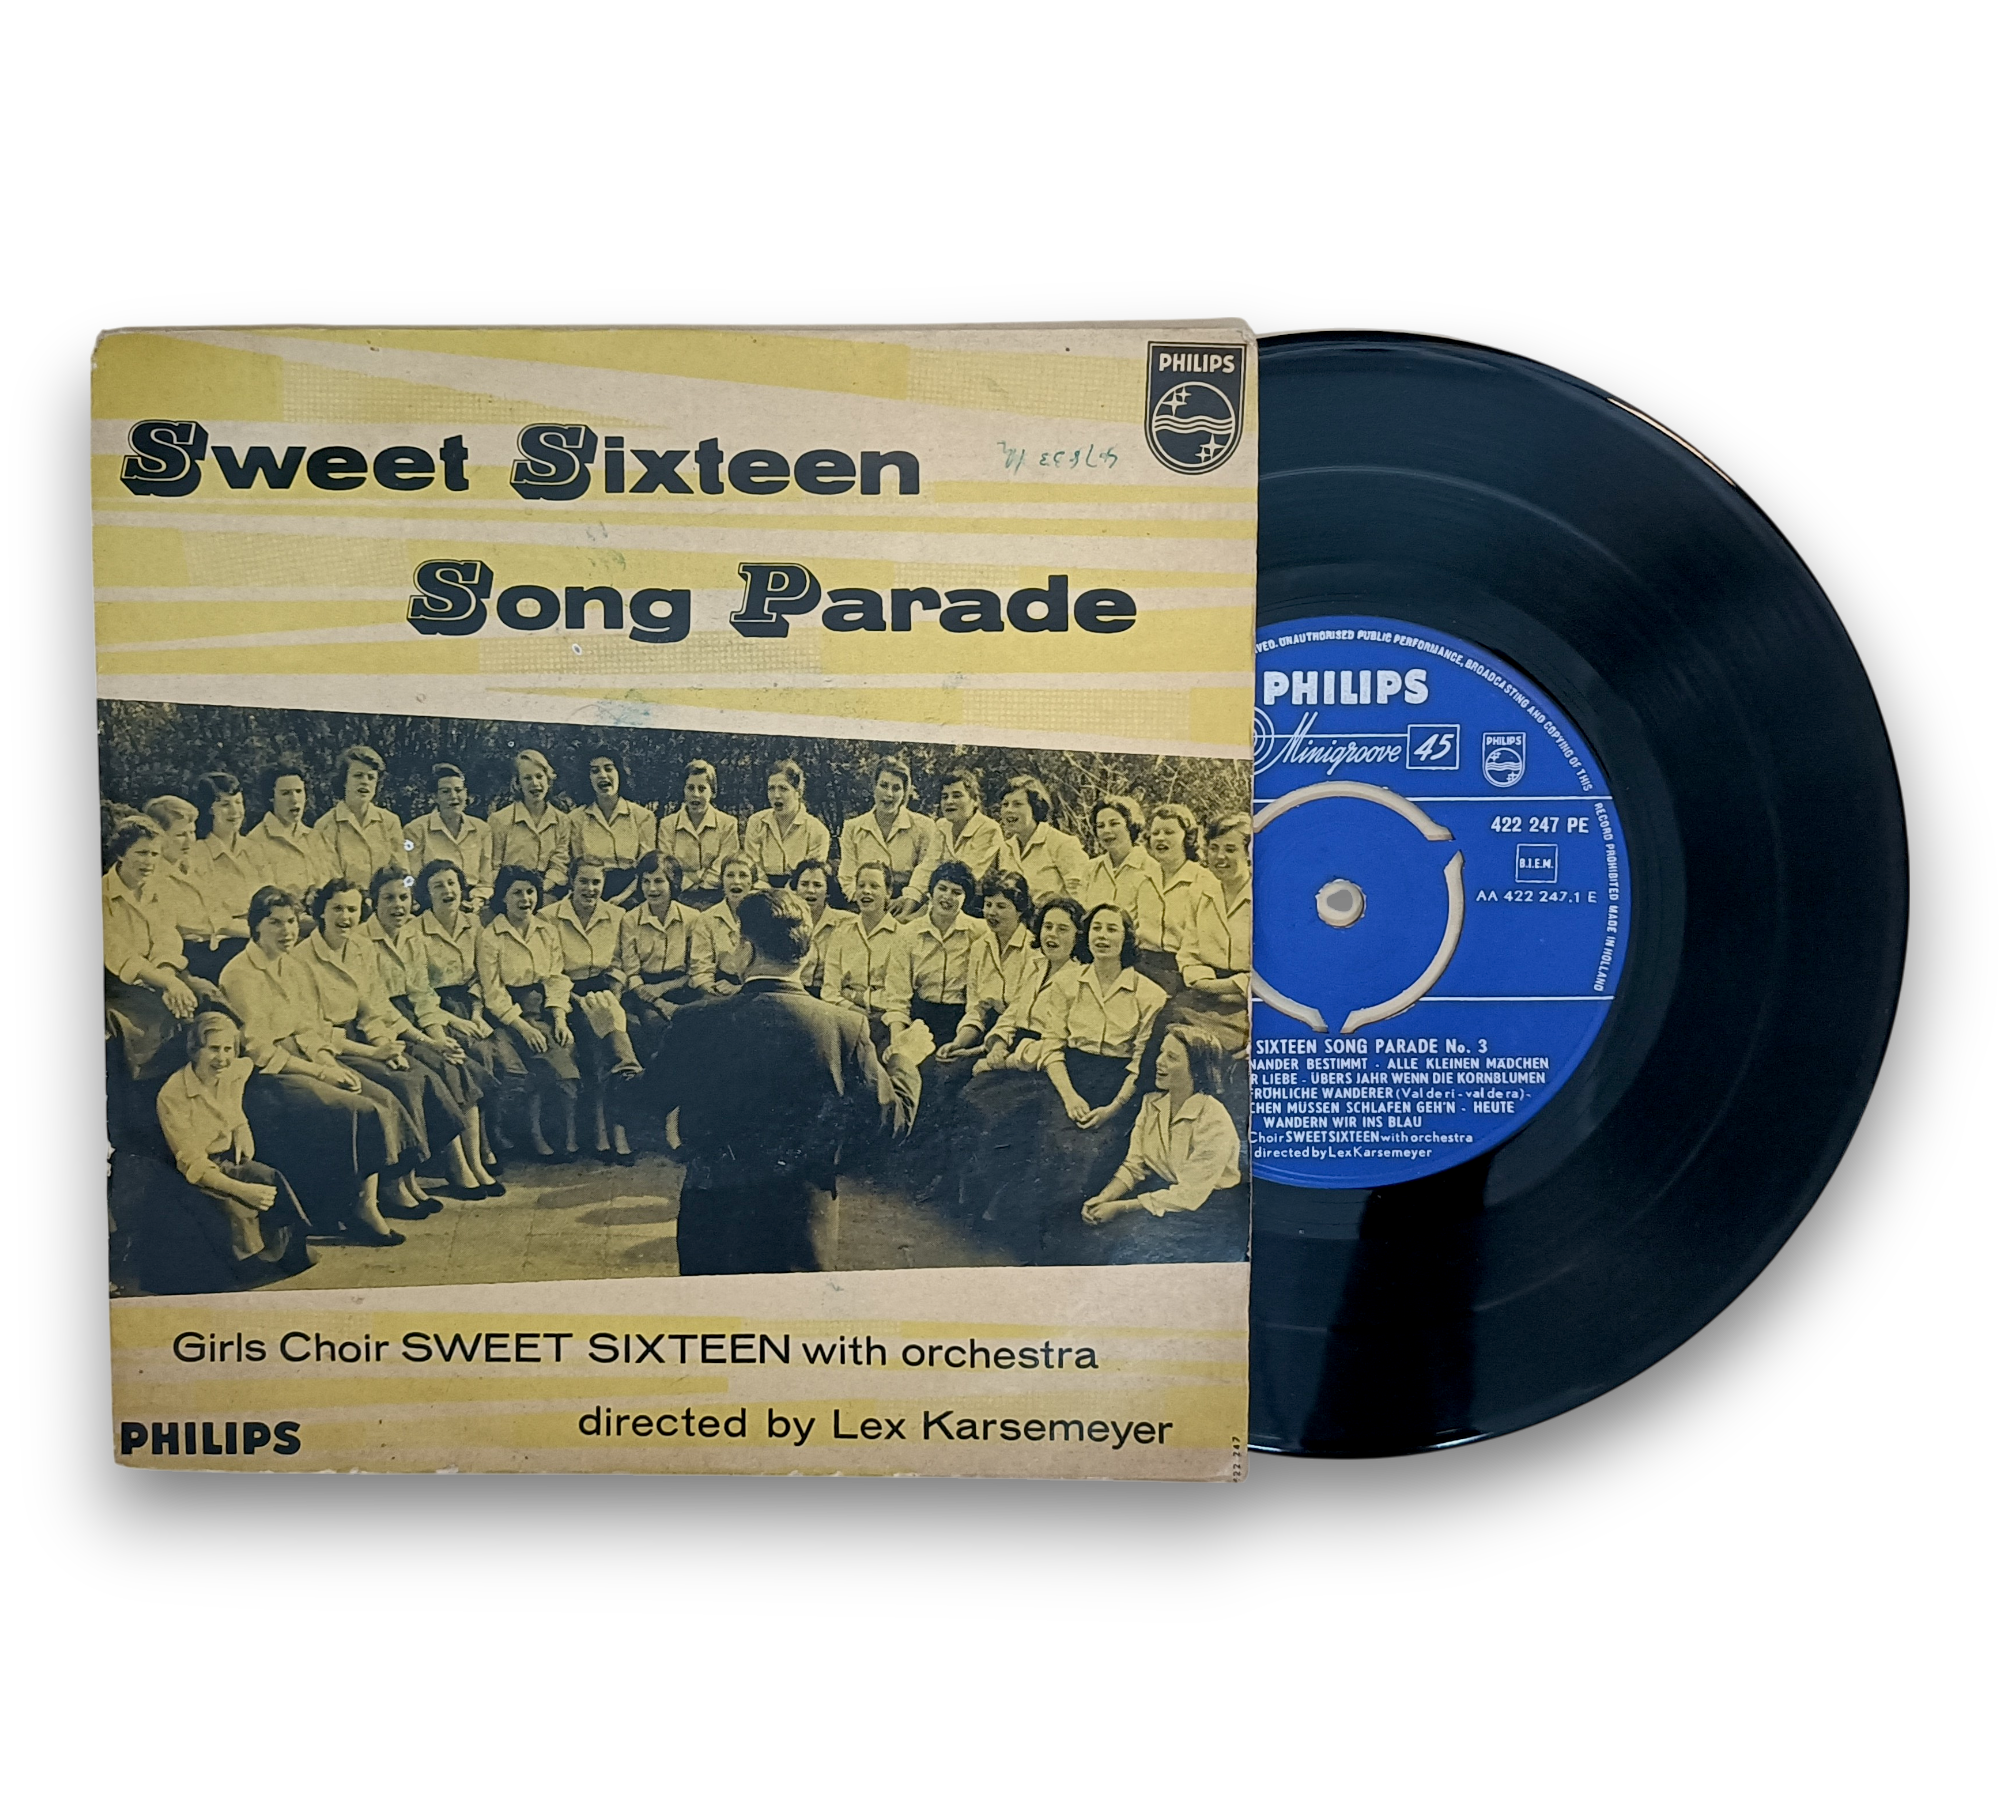 PHILIPS
Sweet Sixteen
Song Parade
Girls Choir SWEET SIXTEEN with orchestra
directed by Lex Karsemeyer
PHILIPS
UNAUTHORISED PUBLIC PERFORMANCE, BROADCASTING AND COPYING OF THIS RECORD PROHIBITED MADE IN HOLLAND
PHILIPS
Minigroove 45
PHILIPS
422 247 PE
B.I.E.M.
AA 422 247.1 E
SIXTEEN SONG PARADE No. 3
BESTIMMT - ALLE KLEINEN MÄDCHEN
LIEBE - ÜBERS JAHR WENN DIE KORNBLUMEN
WANDERER (Val de ri - val de ra) -
MÜSSEN SCHLAFEN GEH'N - HEUTE
WANDERN WIR INS BLAU
Choir SWEET SIXTEEN with orchestra
directed by Lex Karsemeyer